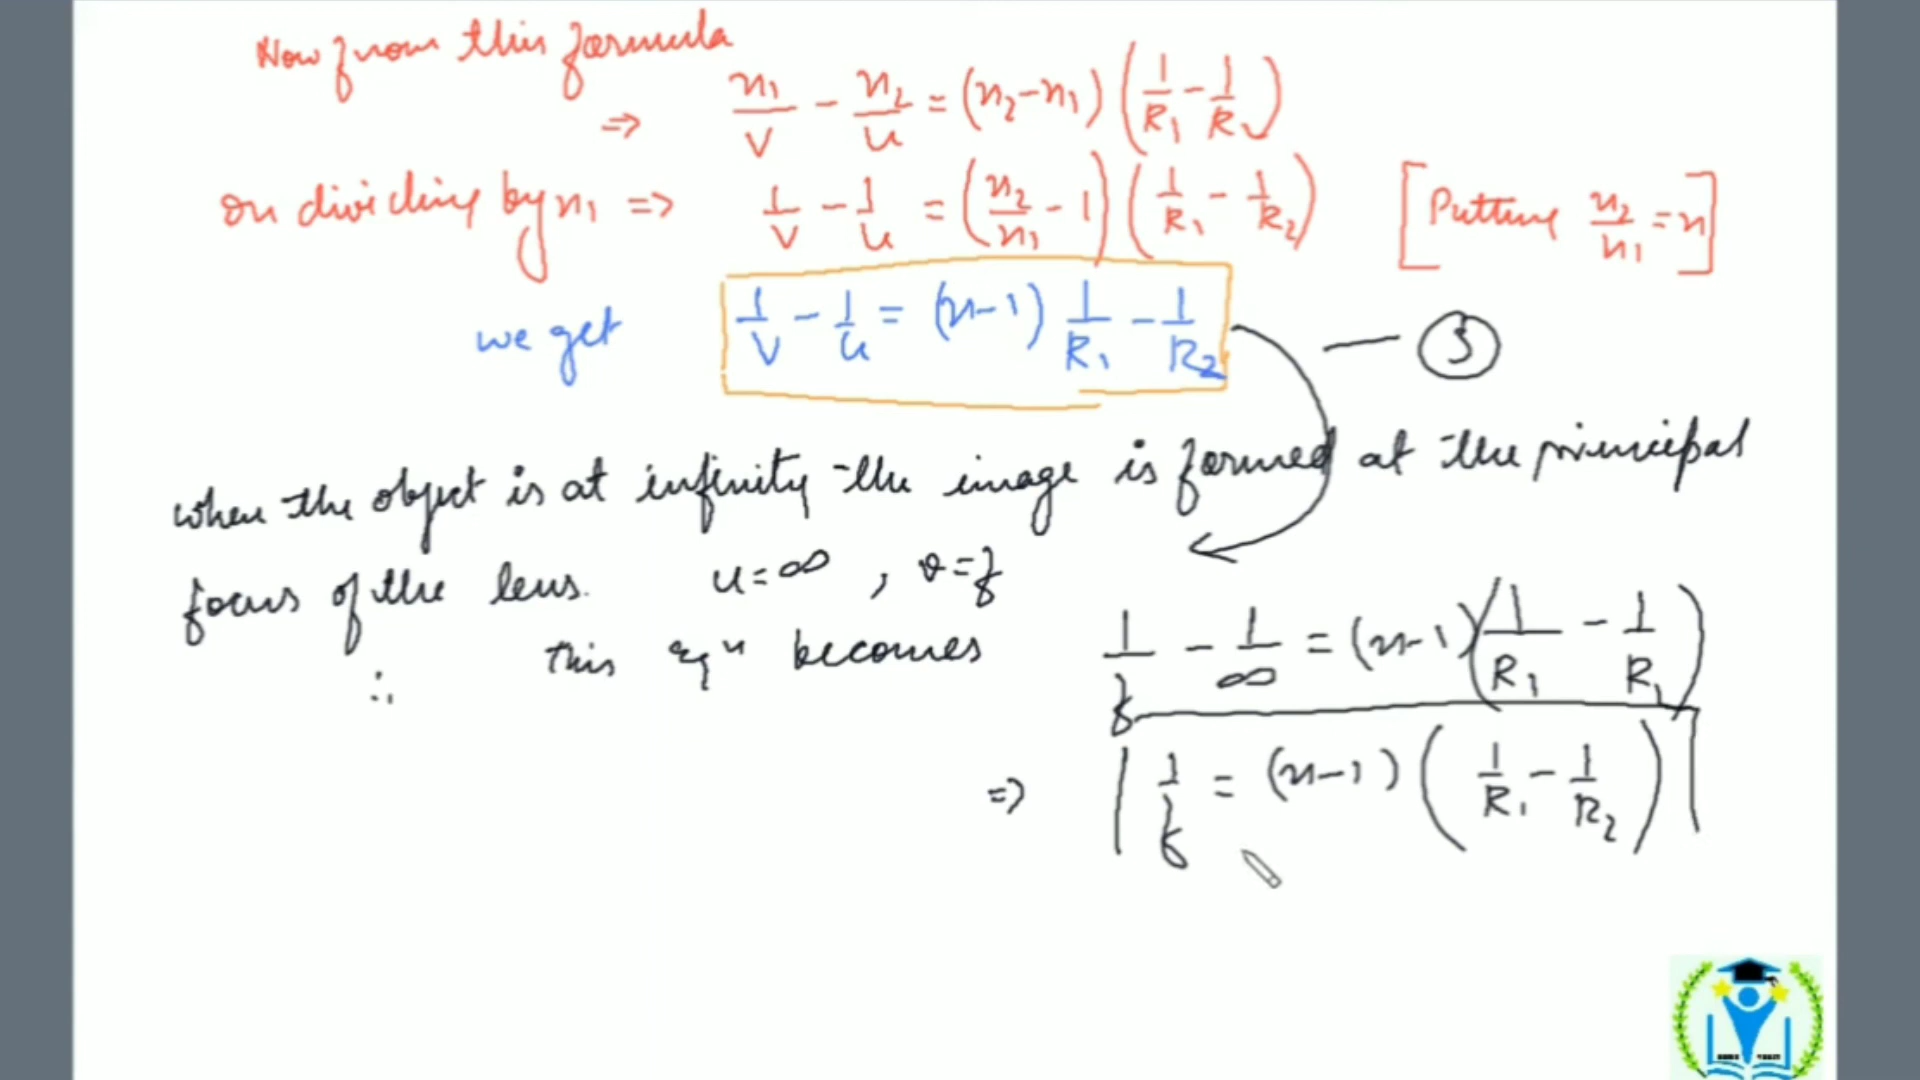 Now from this formula
=> n1/V - n2/u = (n2-n1) (1/R1 - 1/R2)
on dividing by n1 => 1/V - 1/u = (n2/n1 - 1) (1/R1 - 1/R2) [Putting n2/n1 = n]
we get 1/V - 1/u = (n-1) 1/R1 - 1/R2 — 3
when the object is at infinity the image is formed at the principal
focus of the lens. u=∞, v=f
∴ this eqn becomes 1/f - 1/∞ = (n-1)(1/R1 - 1/R1)
=> 1/f = (n-1) (1/R1 - 1/R2)